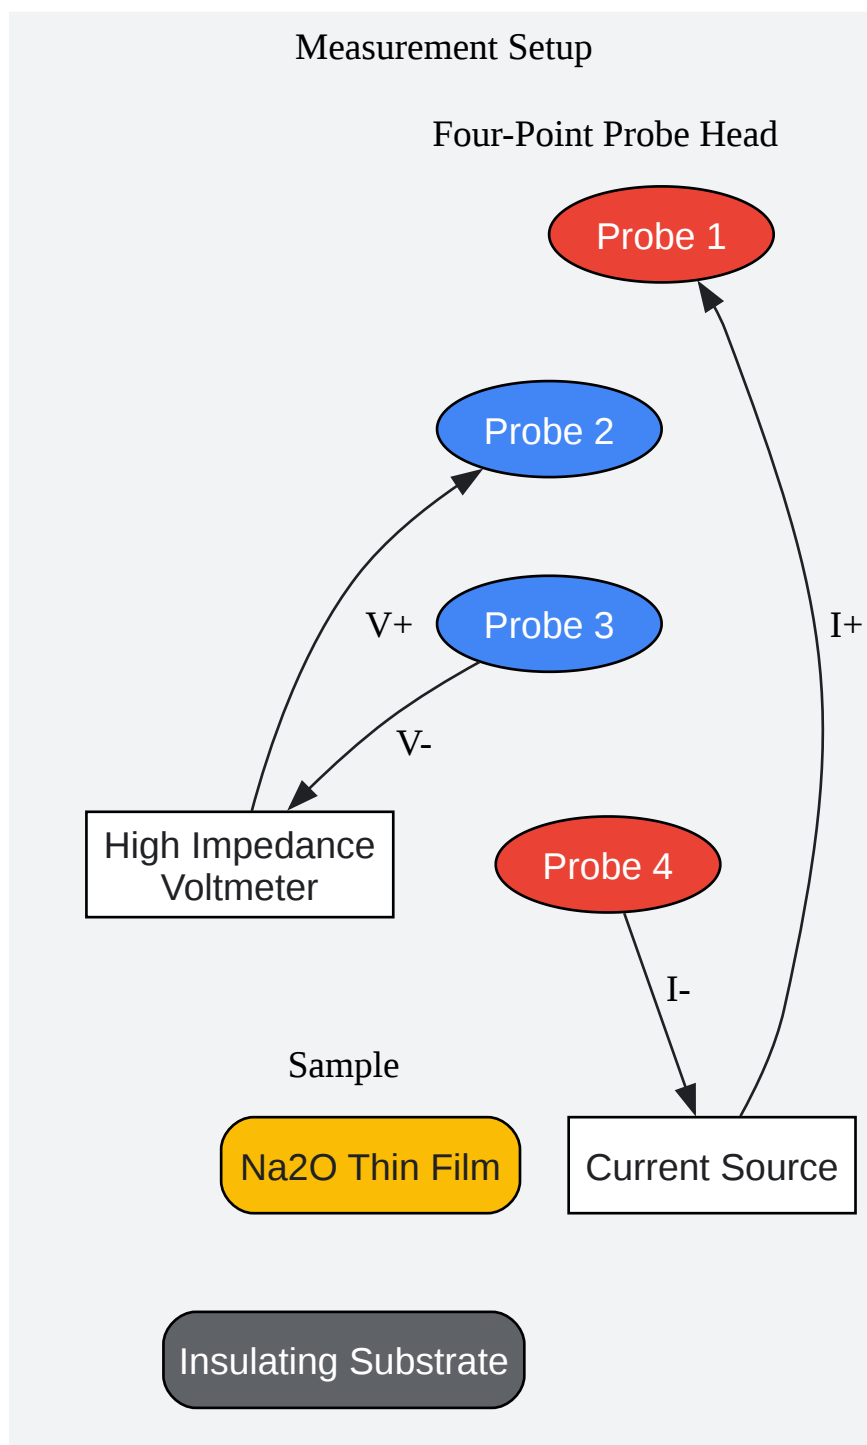 Measurement Setup
Four-Point Probe Head
Probe 1
Probe 2
V+
Probe 3
I+
V-
High Impedance
Voltmeter
Probe 4
I-
Sample
Na2O Thin Film
Current Source
Insulating Substrate